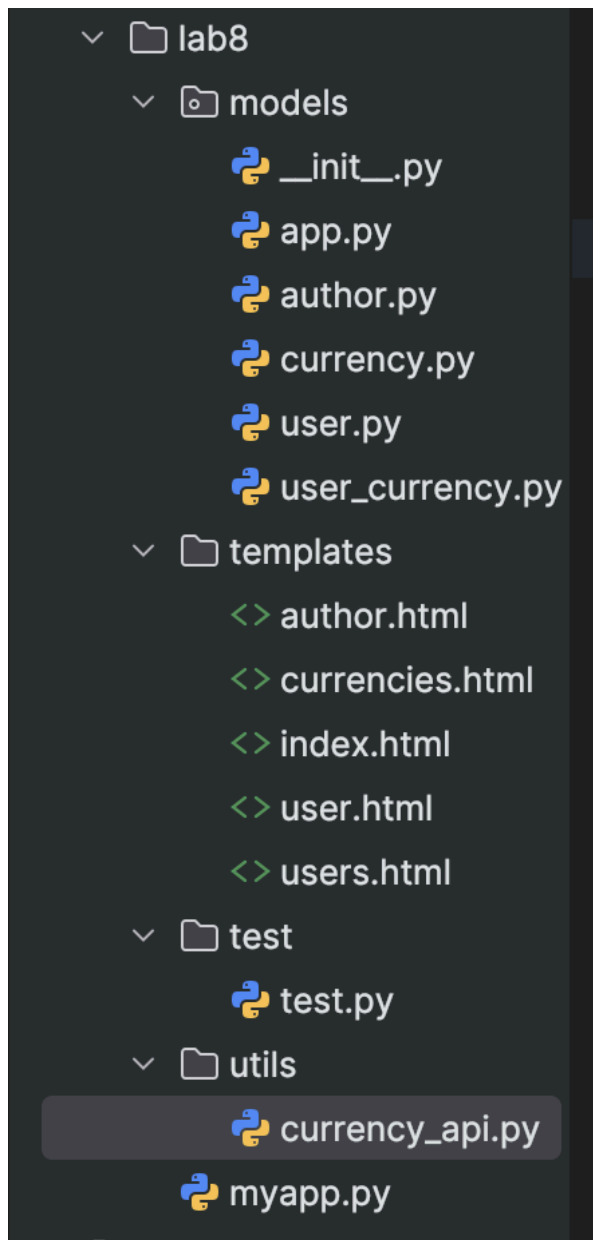 lab8
models
__init__.py
app.py
author.py
currency.py
user.py
user_currency.py
templates
author.html
currencies.html
index.html
user.html
users.html
test
test.py
utils
currency_api.py
myapp.py